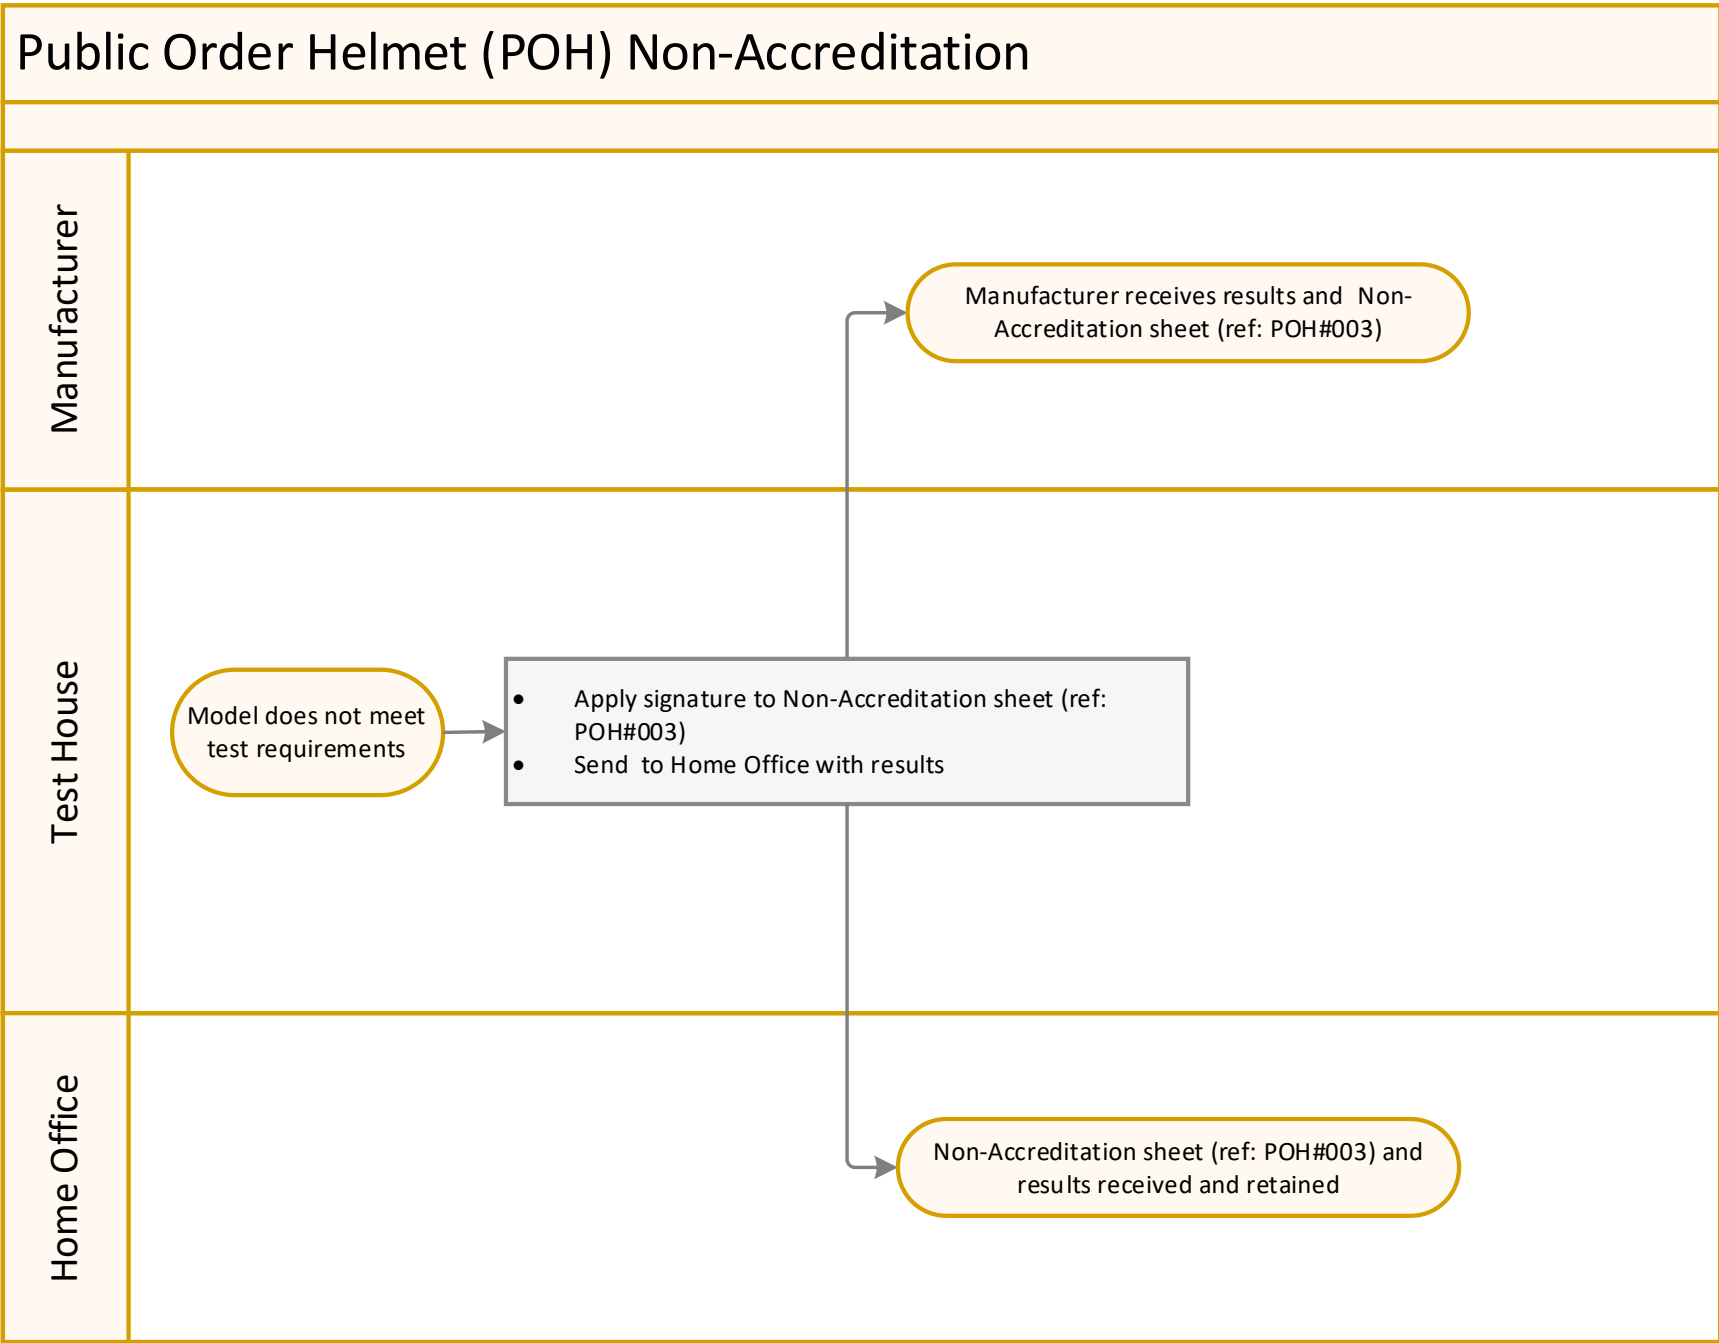 Public Order Helmet (POH) Non-Accreditation
Manufacturer
Manufacturer receives results and  Non-
Accreditation sheet (ref: POH#003)
Test House
Model does not meet
test requirements
• Apply signature to Non-Accreditation sheet (ref:
POH#003)
• Send  to Home Office with results
Home Office
Non-Accreditation sheet (ref: POH#003) and
results received and retained